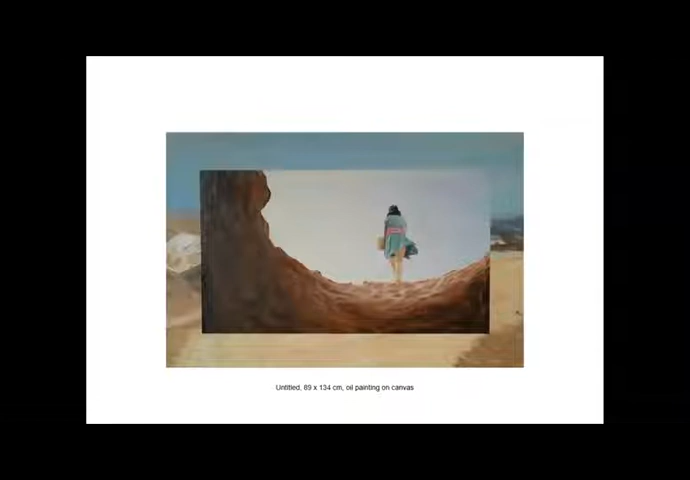 Untitled, 89 x 134 cm, oil painting on canvas